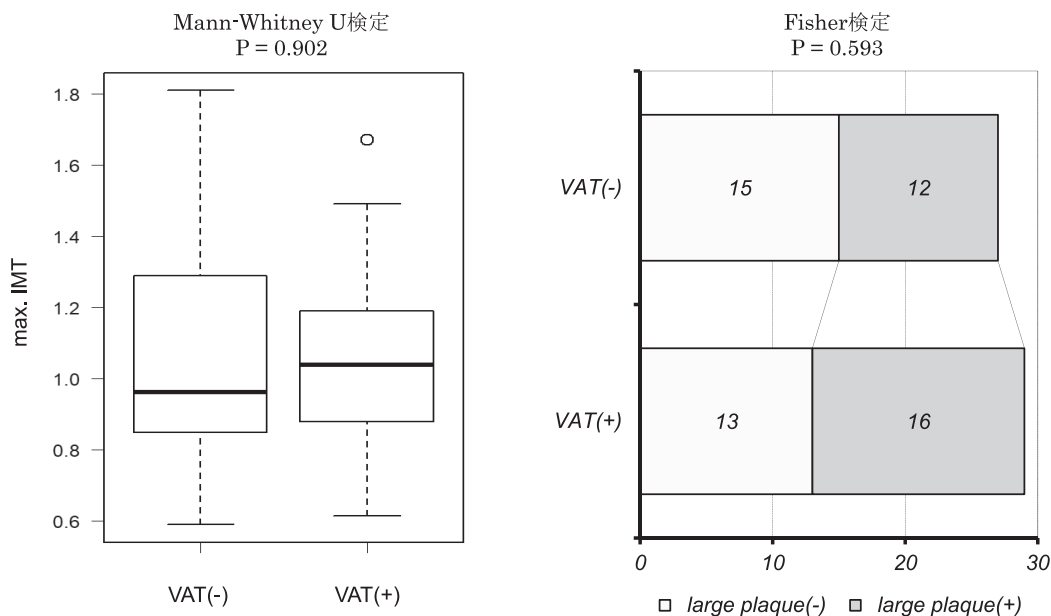 Mann-Whitney U検定
P = 0.902
max. IMT
1.8
1.6
1.4
1.2
1.0
0.8
0.6
VAT(-)
VAT(+)
Fisher検定
P = 0.593
VAT(-)
15
12
VAT(+)
13
16
0
10
20
30
large plaque(-)
large plaque(+)